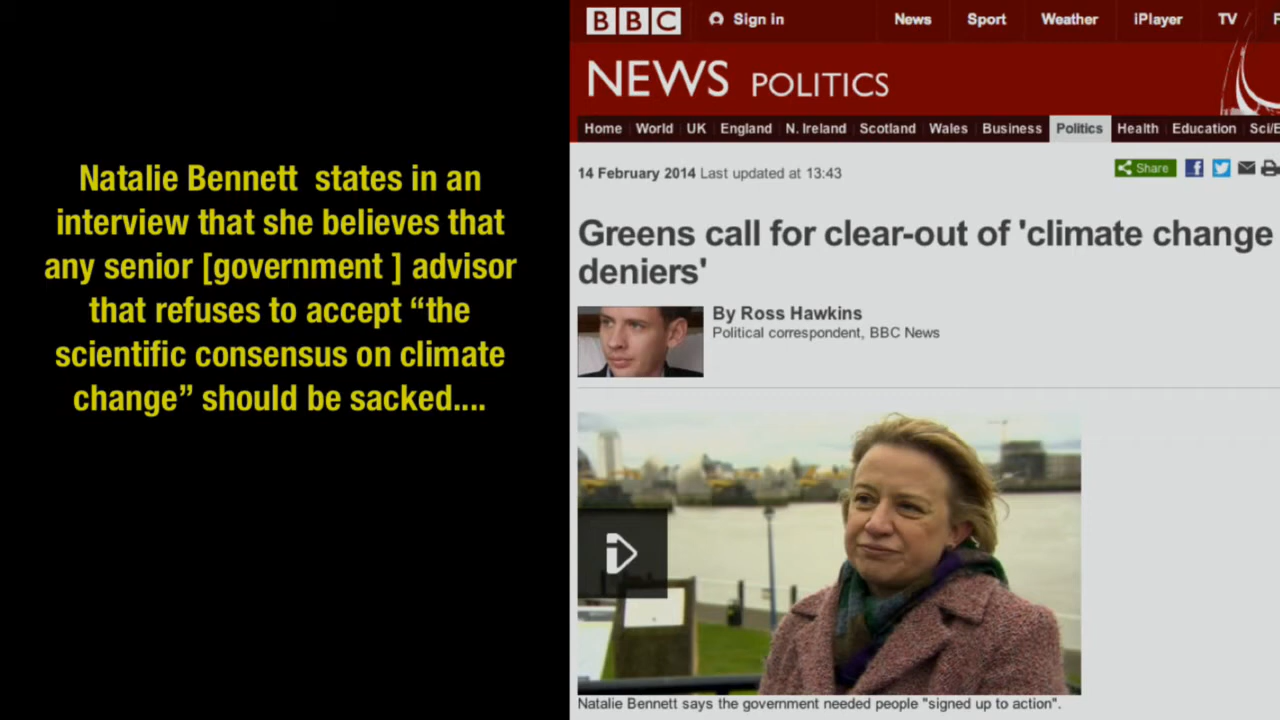 Natalie Bennett states in an
interview that she believes that
any senior [government ] advisor
that refuses to accept “the
scientific consensus on climate
change” should be sacked....
BBC Sign in News Sport Weather iPlayer TV
NEWS POLITICS
Home World UK England N. Ireland Scotland Wales Business Politics Health Education Sci/E
14 February 2014 Last updated at 13:43
Share
Greens call for clear-out of 'climate change
deniers'
By Ross Hawkins
Political correspondent, BBC News
Natalie Bennett says the government needed people "signed up to action".